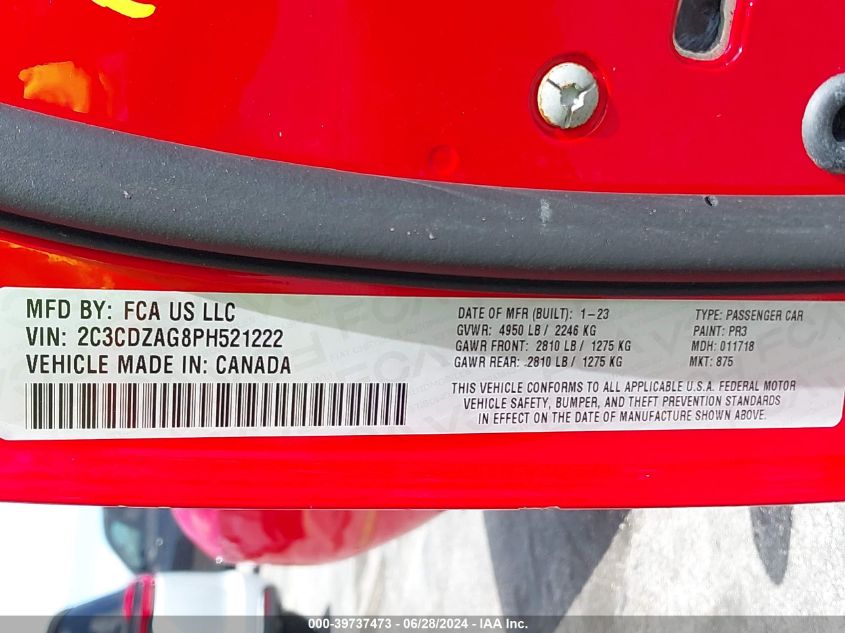 MFD BY: FCA US LLC
VIN: 2C3CDZAG8PH521222
VEHICLE MADE IN: CANADA
DATE OF MFR (BUILT): 1-23
GVWR: 4950 LB / 2246 KG
GAWR FRONT: 2810 LB / 1275 KG
GAWR REAR: 2810 LB / 1275 KG
TYPE: PASSENGER CAR
PAINT: PR3
MDH: 011718
MKT: 875
THIS VEHICLE CONFORMS TO ALL APPLICABLE U.S.A. FEDERAL MOTOR
VEHICLE SAFETY, BUMPER, AND THEFT PREVENTION STANDARDS
IN EFFECT ON THE DATE OF MANUFACTURE SHOWN ABOVE.
000-39737473 - 06/28/2024 - IAA Inc.